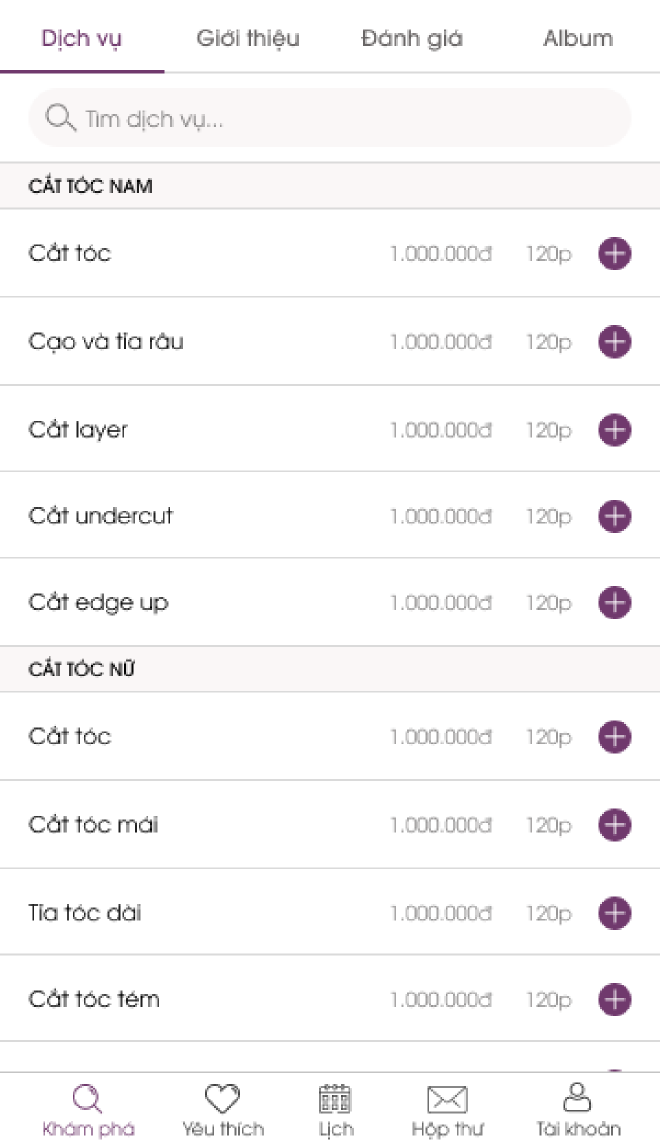 Dịch vụ Giới thiệu Đánh giá Album
Tìm dịch vụ...
CẮT TÓC NAM
Cắt tóc 1.000.000đ 120p
Cạo và tỉa râu 1.000.000đ 120p
Cắt layer 1.000.000đ 120p
Cắt undercut 1.000.000đ 120p
Cắt edge up 1.000.000đ 120p
CẮT TÓC NỮ
Cắt tóc 1.000.000đ 120p
Cắt tóc mái 1.000.000đ 120p
Tỉa tóc dài 1.000.000đ 120p
Cắt tóc tém 1.000.000đ 120p
Khám phá Yêu thích Lịch Hộp thư Tài khoản